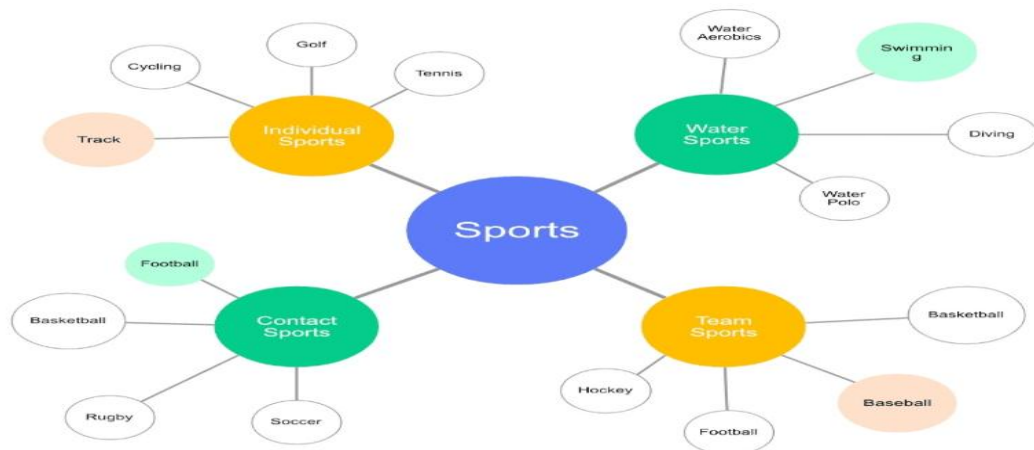 Golf
Cycling
Tennis
Track
Individual
Sports
Water
Aerobics
Swimmin
g
Water
Sports
Diving
Water
Polo
Sports
Football
Basketball
Contact
Sports
Rugby
Soccer
Team
Sports
Basketball
Hockey
Baseball
Football